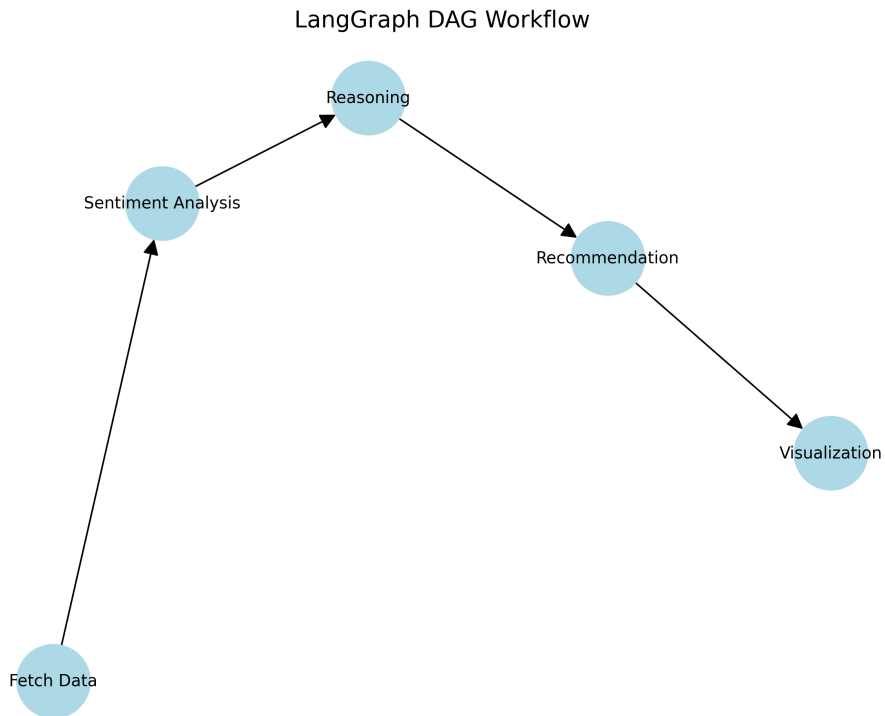 LangGraph DAG Workflow
Reasoning
Sentiment Analysis
Recommendation
Visualization
Fetch Data